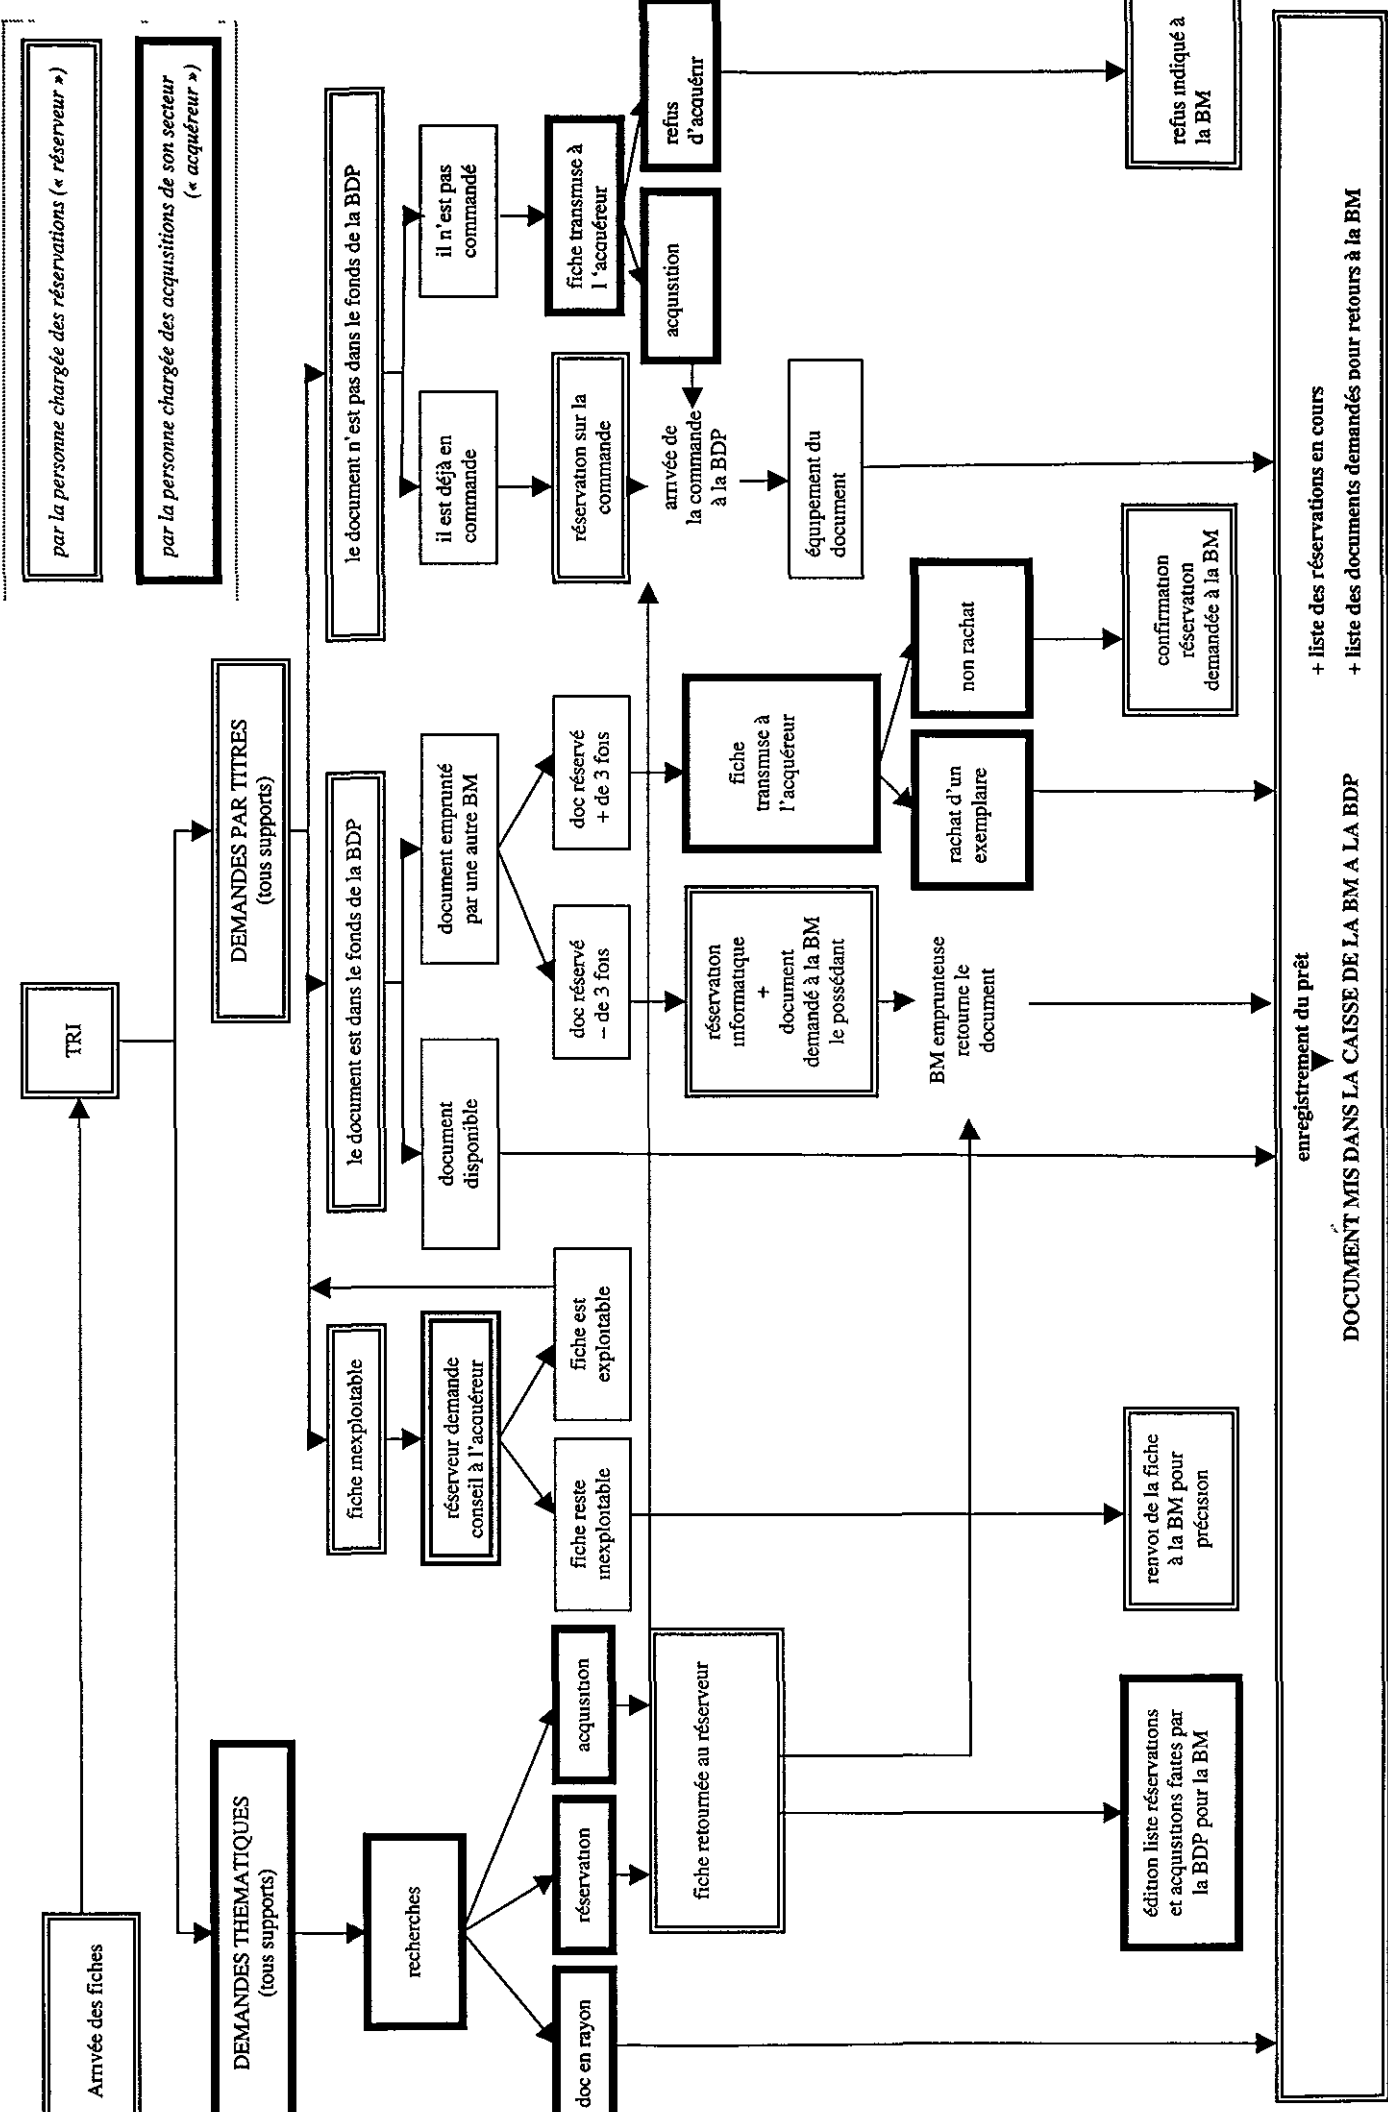 par la personne chargée des réservations (« réserveur »)
par la personne chargée des acquisitions de son secteur
(« acquéreur »)
Arrivée des fiches
TRI
DEMANDES THEMATIQUES
(tous supports)
DEMANDES PAR TITRES
(tous supports)
recherches
doc en rayon
réservation
acquisition
fiche retournée au réserveur
édition liste réservations
et acquisitions faites par
la BDP pour la BM
fiche inexploitable
réserveur demande
conseil à l'acquéreur
fiche reste
inexploitable
fiche est
exploitable
renvoi de la fiche
à la BM pour
précision
le document est dans le fonds de la BDP
document
disponible
document emprunté
par une autre BM
doc réservé
– de 3 fois
doc réservé
+ de 3 fois
réservation
informatique
+
document
demandé à la BM
le possédant
BM emprunteuse
retourne le
document
fiche
transmise à
l'acquéreur
rachat d'un
exemplaire
non rachat
confirmation
réservation
demandée à la BM
le document n'est pas dans le fonds de la BDP
il est déjà en
commande
il n'est pas
commandé
réservation sur la
commande
fiche transmise à
l 'acquéreur
acquisition
refus
d'acquérir
arrivée de
la commande
à la BDP
équipement du
document
refus indiqué à
la BM
enregistrement du prêt
+ liste des réservations en cours
DOCUMENT MIS DANS LA CAISSE DE LA BM A LA BDP
+ liste des documents demandés pour retours à la BM